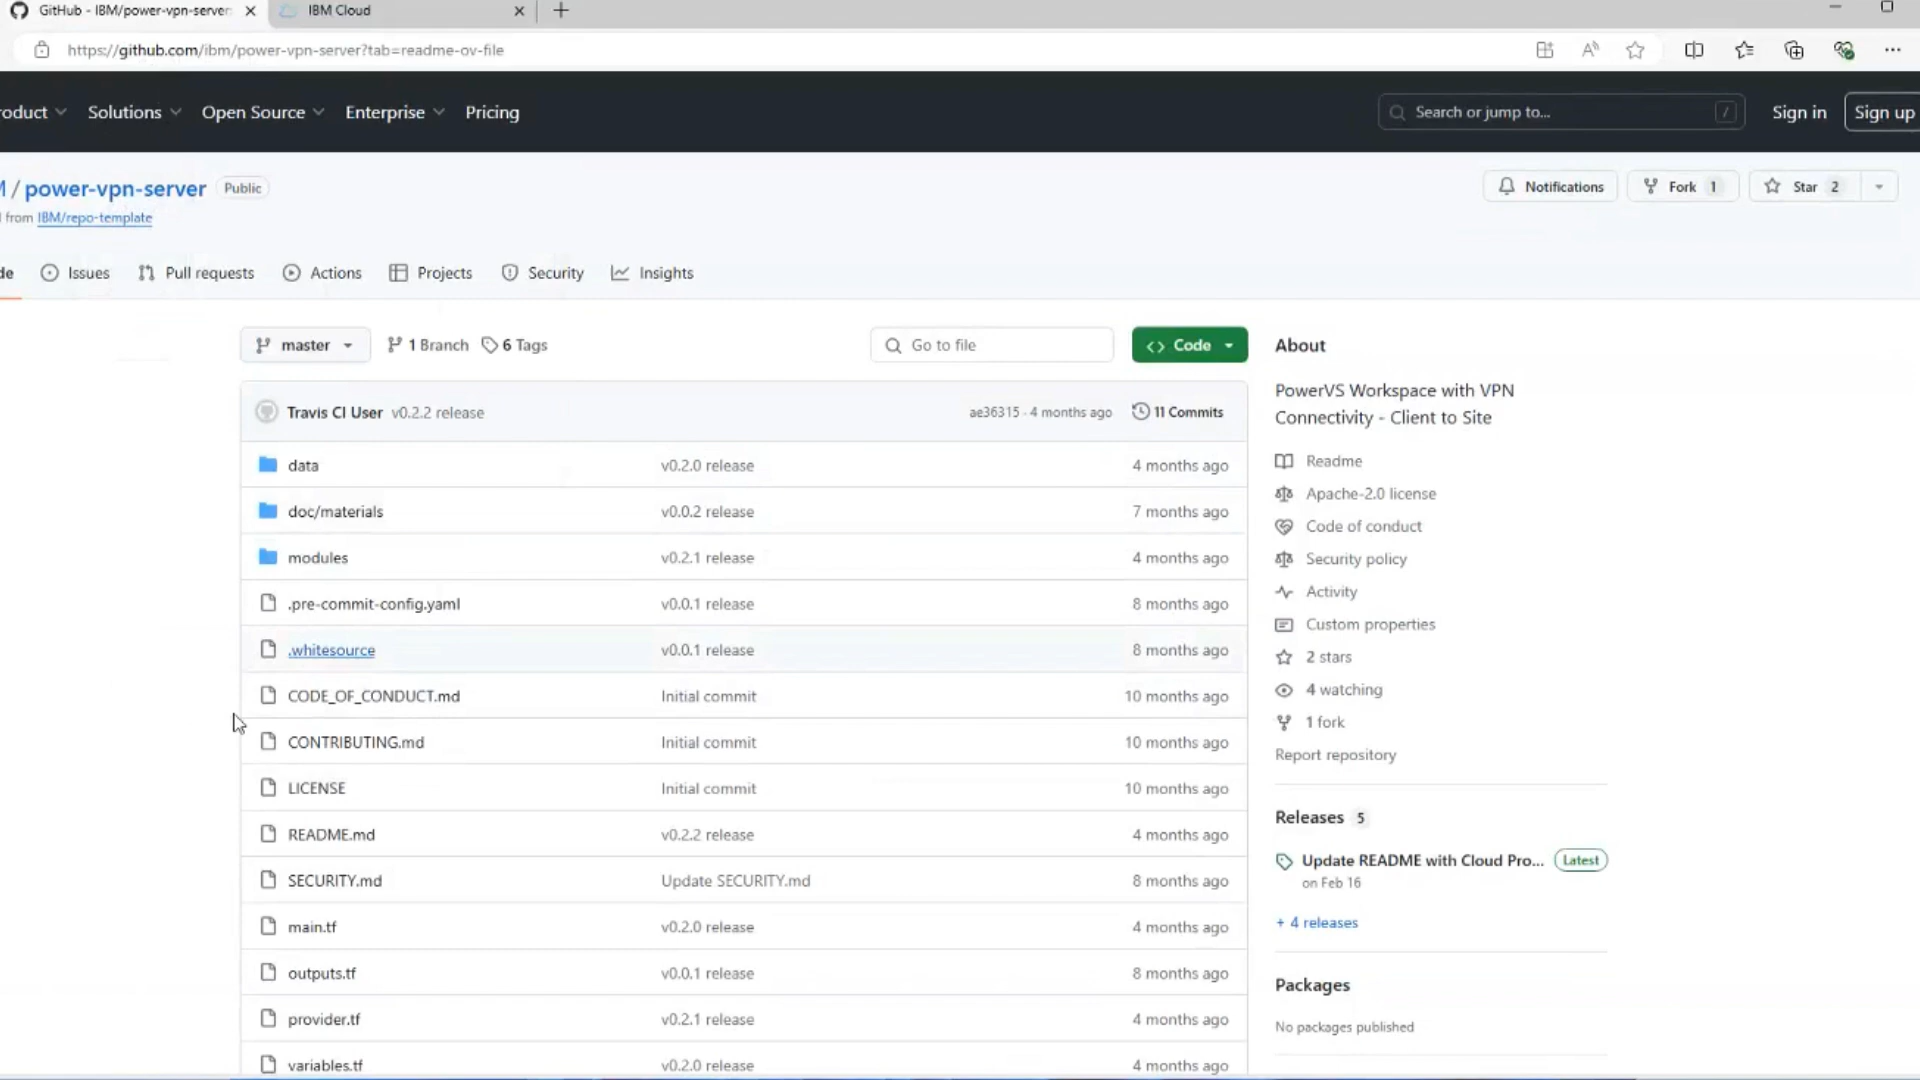 GitHub - IBM/power-vpn-server:
IBM Cloud
https://github.com/ibm/power-vpn-server?tab=readme-ov-file
roduct
Solutions
Open Source
Enterprise
Pricing
Search or jump to...
/
Sign in
Sign up
M / power-vpn-server
Public
Notifications
Fork 1
Star 2
d from IBM/repo-template
de
Issues
Pull requests
Actions
Projects
Security
Insights
master
1 Branch
6 Tags
Go to file
Code
About
PowerVS Workspace with VPN
Connectivity - Client to Site
Travis CI User v0.2.2 release
ae36315 · 4 months ago
11 Commits
data v0.2.0 release 4 months ago
doc/materials v0.0.2 release 7 months ago
modules v0.2.1 release 4 months ago
.pre-commit-config.yaml v0.0.1 release 8 months ago
.whitesource v0.0.1 release 8 months ago
CODE_OF_CONDUCT.md Initial commit 10 months ago
CONTRIBUTING.md Initial commit 10 months ago
LICENSE Initial commit 10 months ago
README.md v0.2.2 release 4 months ago
SECURITY.md Update SECURITY.md 8 months ago
main.tf v0.2.0 release 4 months ago
outputs.tf v0.0.1 release 8 months ago
provider.tf v0.2.1 release 4 months ago
variables.tf v0.2.0 release 4 months ago
Readme
Apache-2.0 license
Code of conduct
Security policy
Activity
Custom properties
2 stars
4 watching
1 fork
Report repository
Releases 5
Update README with Cloud Pro... Latest
on Feb 16
+ 4 releases
Packages
No packages published